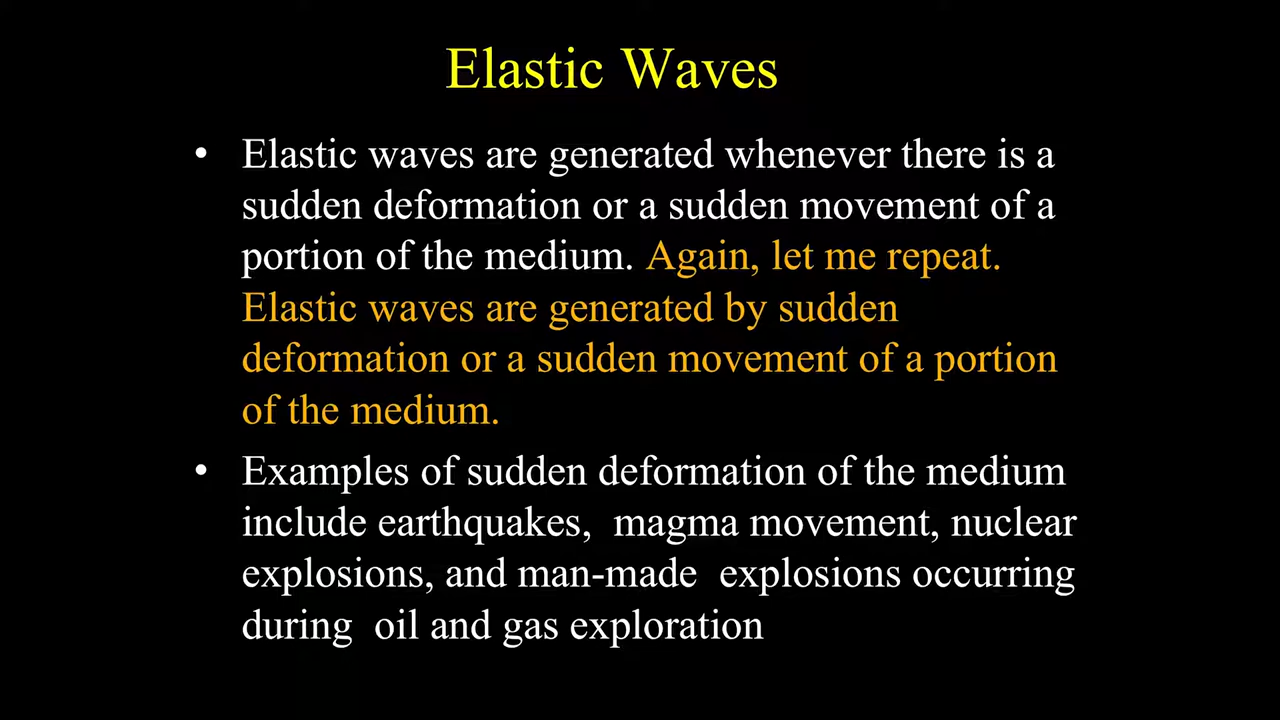 Elastic Waves
• Elastic waves are generated whenever there is a
sudden deformation or a sudden movement of a
portion of the medium. Again, let me repeat.
Elastic waves are generated by sudden
deformation or a sudden movement of a portion
of the medium.
• Examples of sudden deformation of the medium
include earthquakes,  magma movement, nuclear
explosions, and man-made  explosions occurring
during  oil and gas exploration